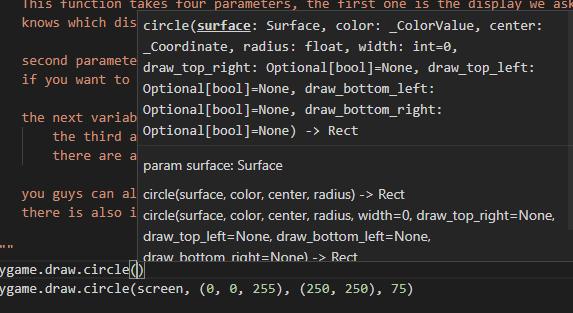 This function takes four parameters, the first one is the display we ask
knows which dis
circle(surface: Surface, color: _ColorValue, center:
_Coordinate, radius: float, width: int=0,
draw_top_right: Optional[bool]=None, draw_top_left:
Optional[bool]=None, draw_bottom_left:
Optional[bool]=None, draw_bottom_right:
Optional[bool]=None) -> Rect
second paramete
if you want to
param surface: Surface
the next variab
the third a
there are a
circle(surface, color, center, radius) -> Rect
circle(surface, color, center, radius, width=0, draw_top_right=None,
draw_top_left=None, draw_bottom_left=None,
draw_bottom_right=None) -> Rect
you guys can al
there is also i
""
ygame.draw.circle()
ygame.draw.circle(screen, (0, 0, 255), (250, 250), 75)